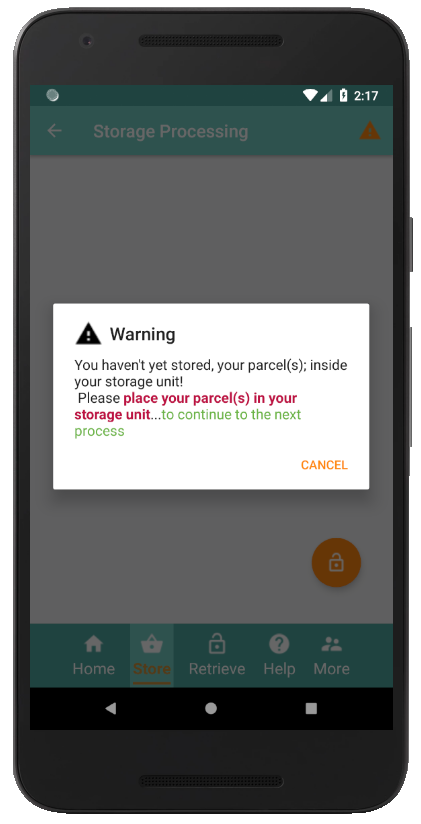 2:17
Storage Processing
Warning
You haven't yet stored, your parcel(s); inside
your storage unit!
Please place your parcel(s) in your
storage unit...to continue to the next
process
CANCEL
Home Store Retrieve Help More